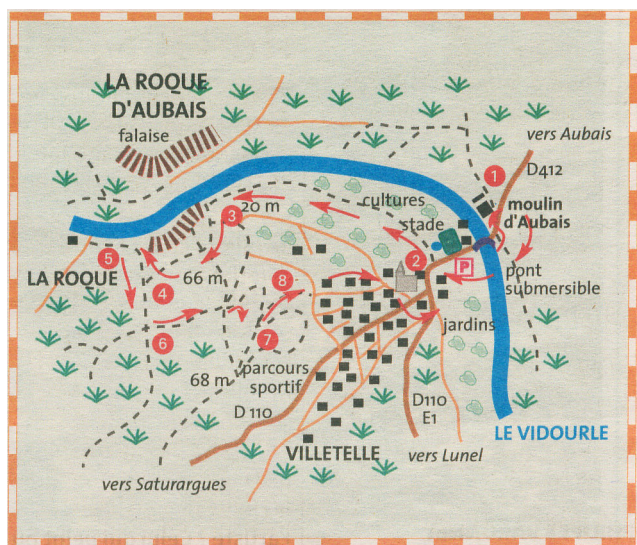 LA ROQUE
D'AUBAIS
falaise
vers Aubais
D412
1
moulin
d'Aubais
cultures
stade
20 m
3
2
P
pont
submersible
5
LA ROQUE
4
66 m
8
jardins
6
7
68 m
parcours
sportif
D 110
D110
E1
LE VIDOURLE
VILLETELLE
vers Lunel
vers Saturargues